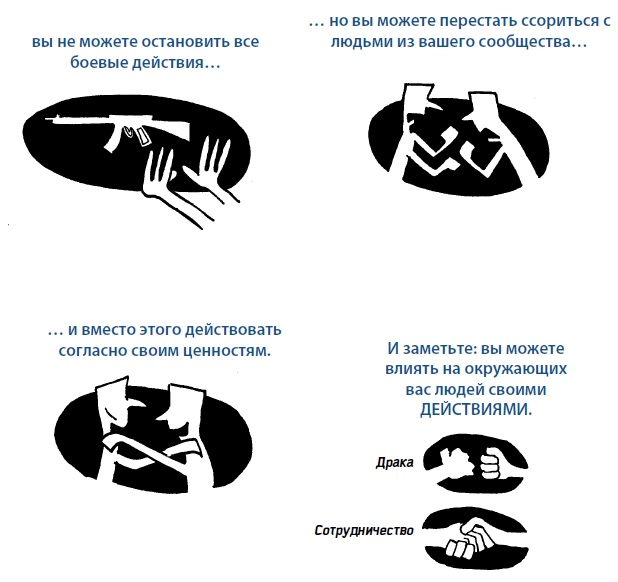 вы не можете остановить все
боевые действия...
... но вы можете перестать ссориться с
людьми из вашего сообщества...
... и вместо этого действовать
согласно своим ценностям.
И заметьте: вы можете
влиять на окружающих
вас людей своими
ДЕЙСТВИЯМИ.
Драка
Сотрудничество